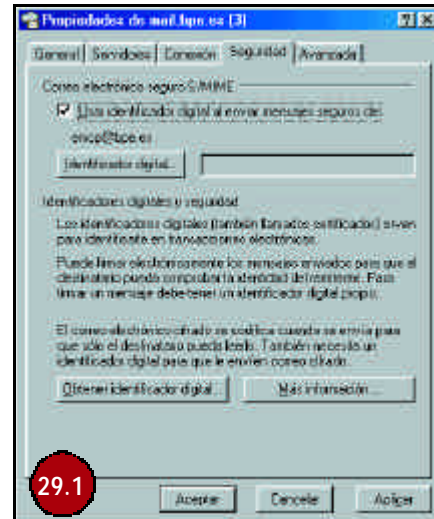 Propiedades de mail.bpe.es (3)
General Servidores Conexión Seguridad Avanzada
Correo electrónico seguro S/MIME
Usar identificador digital al enviar mensajes seguros de:
Identificador digital...
Identificadores digitales y seguridad
Los identificadores digitales (también llamados certificados) sirven
para identificarle en transacciones electrónicas.
Puede firmar electrónicamente los mensajes enviados para que el
destinatario pueda comprobar la identidad del remitente. Para
firmar un mensaje debe tener un identificador digital propio.
El correo electrónico cifrado se codifica cuando se envía para
que sólo el destinatario pueda leerlo. También necesita un
identificador digital para que le envíen correo cifrado.
Obtener identificador digital... Más información...
29.1
Aceptar Cancelar Aplicar